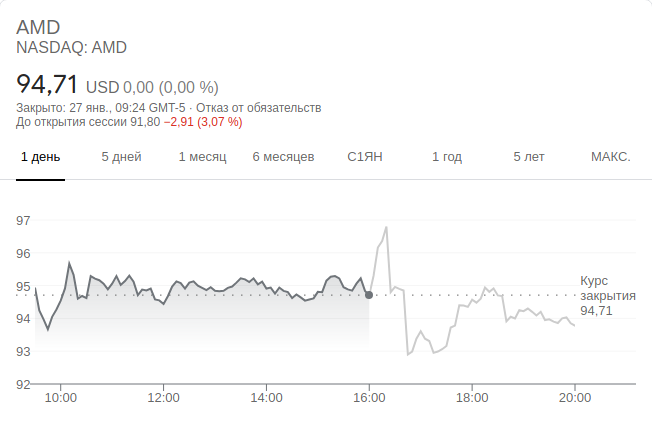 AMD
NASDAQ: AMD
94,71 USD 0,00 (0,00 %)
Закрыто: 27 янв., 09:24 GMT-5 · Отказ от обязательств
До открытия сессии 91,80 −2,91 (3,07 %)
1 день 5 дней 1 месяц 6 месяцев С1ЯН 1 год 5 лет МАКС.
97
96
95
94
93
92
Курс
закрытия
94,71
10:00 12:00 14:00 16:00 18:00 20:00